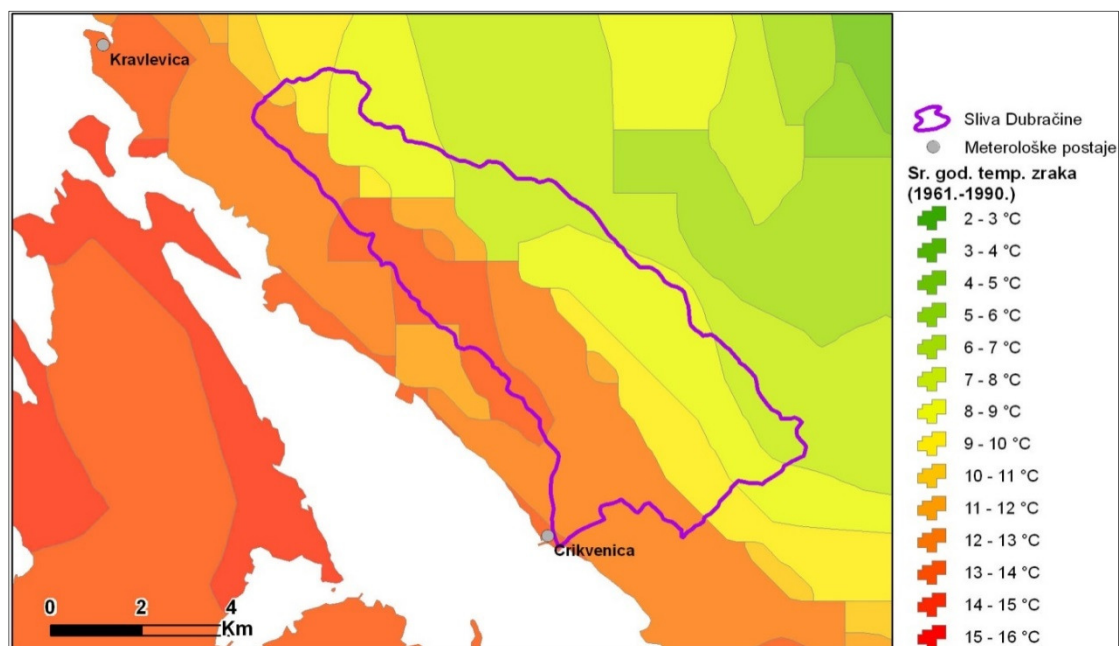 Kravlevica
Crikvenica
0 2 4
Km
Sliva Dubračine
Meterološke postaje
Sr. god. temp. zraka
(1961.-1990.)
2 - 3 °C
3 - 4 °C
4 - 5 °C
5 - 6 °C
6 - 7 °C
7 - 8 °C
8 - 9 °C
9 - 10 °C
10 - 11 °C
11 - 12 °C
12 - 13 °C
13 - 14 °C
14 - 15 °C
15 - 16 °C